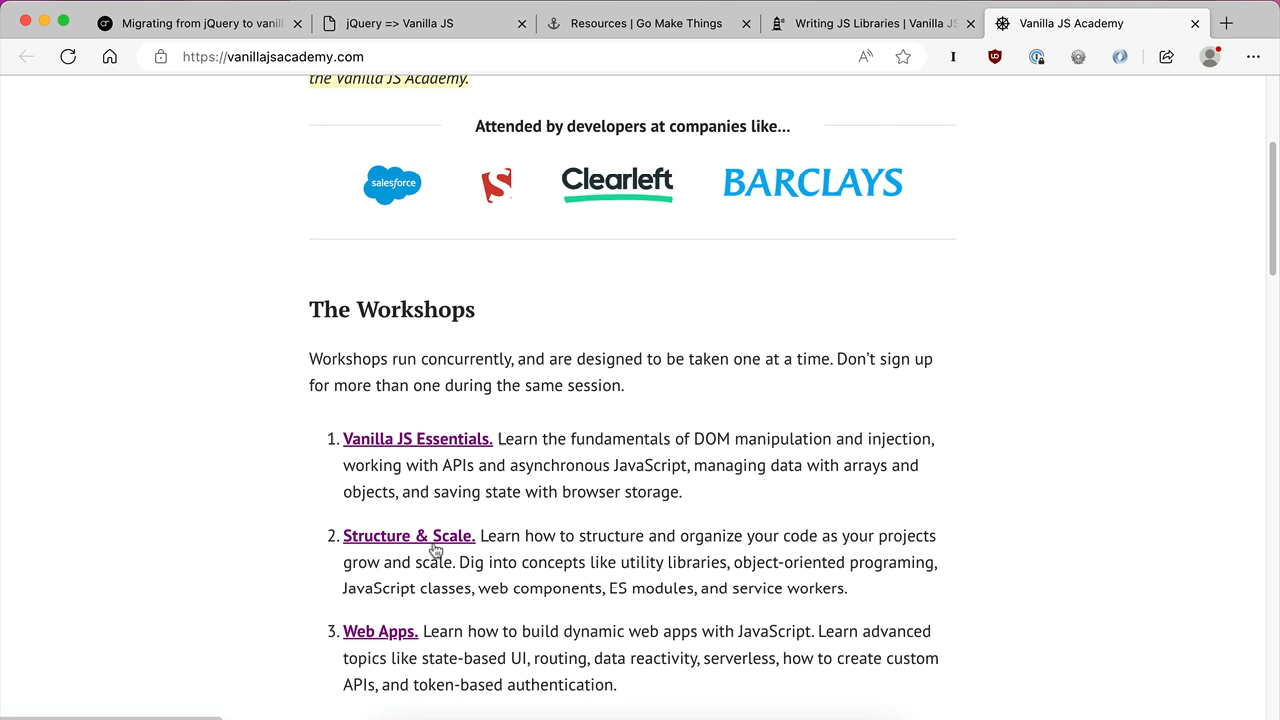 Migrating from jQuery to vanill
jQuery => Vanilla JS
Resources | Go Make Things
Writing JS Libraries | Vanilla JS
Vanilla JS Academy
https://vanillajsacademy.com
the Vanilla JS Academy.
Attended by developers at companies like...
salesforce
S
Clearleft
BARCLAYS
The Workshops
Workshops run concurrently, and are designed to be taken one at a time. Don’t sign up
for more than one during the same session.
1. Vanilla JS Essentials. Learn the fundamentals of DOM manipulation and injection,
working with APIs and asynchronous JavaScript, managing data with arrays and
objects, and saving state with browser storage.
2. Structure & Scale. Learn how to structure and organize your code as your projects
grow and scale. Dig into concepts like utility libraries, object-oriented programing,
JavaScript classes, web components, ES modules, and service workers.
3. Web Apps. Learn how to build dynamic web apps with JavaScript. Learn advanced
topics like state-based UI, routing, data reactivity, serverless, how to create custom
APIs, and token-based authentication.